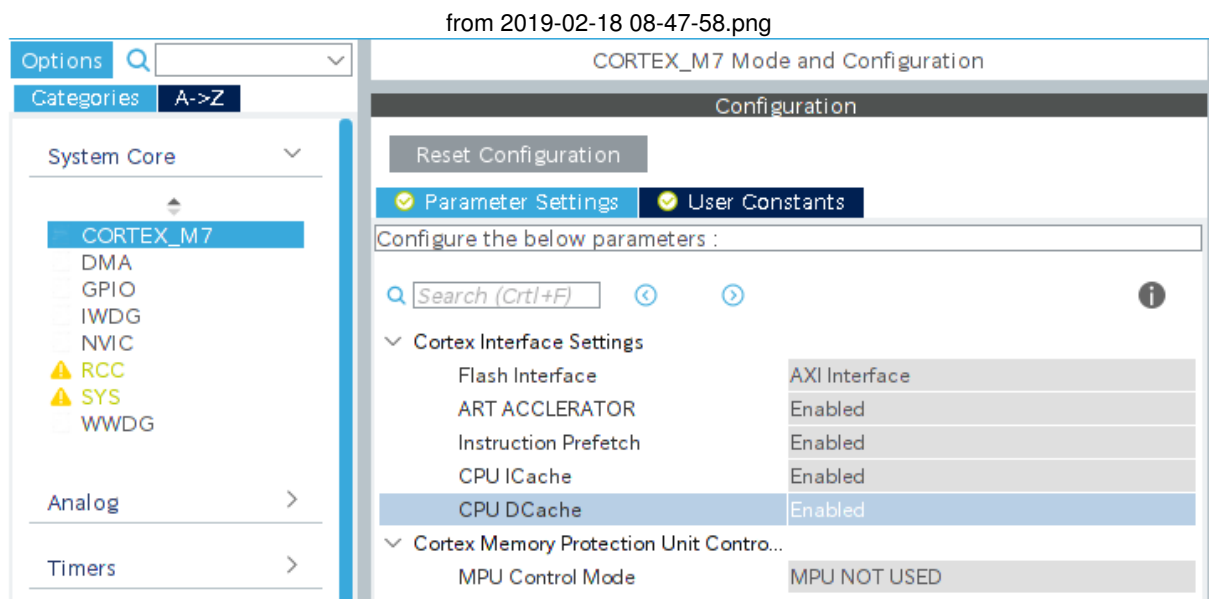 from 2019-02-18 08-47-58.png
Options
Categories A->Z
System Core
CORTEX_M7
DMA
GPIO
IWDG
NVIC
RCC
SYS
WWDG
Analog
Timers
CORTEX_M7 Mode and Configuration
Configuration
Reset Configuration
Parameter Settings User Constants
Configure the below parameters :
Search (Crtl+F)
Cortex Interface Settings
Flash Interface AXI Interface
ART ACCLERATOR Enabled
Instruction Prefetch Enabled
CPU ICache Enabled
CPU DCache Enabled
Cortex Memory Protection Unit Contro...
MPU Control Mode MPU NOT USED